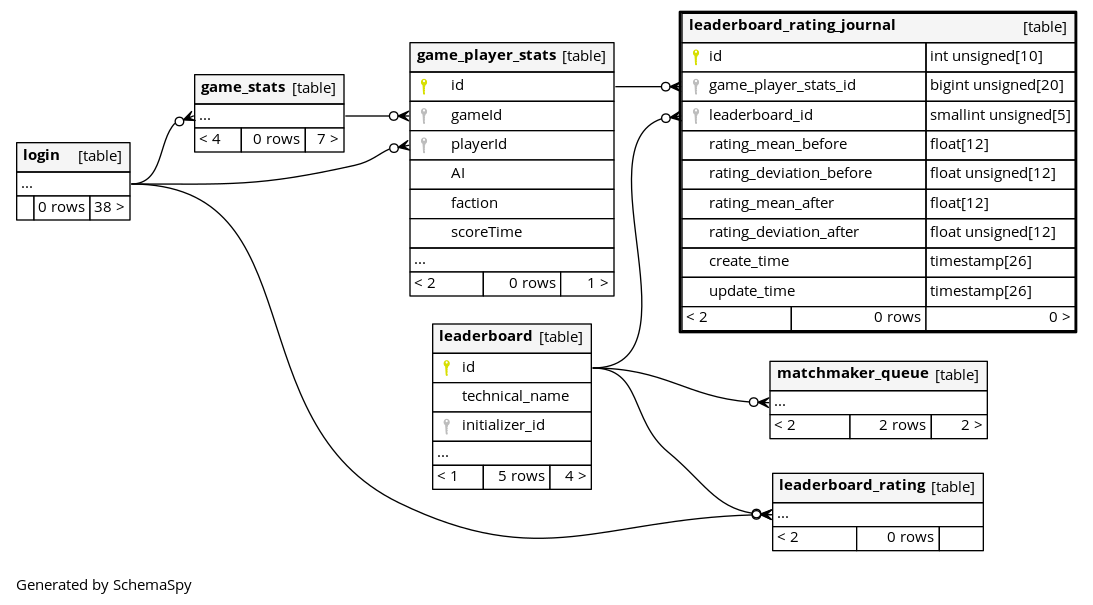 login [table]
...
0 rows 38 >
game_stats [table]
...
< 4 0 rows 7 >
game_player_stats [table]
id
gameId
playerId
AI
faction
scoreTime
...
< 2 0 rows 1 >
leaderboard_rating_journal [table]
id int unsigned[10]
game_player_stats_id bigint unsigned[20]
leaderboard_id smallint unsigned[5]
rating_mean_before float[12]
rating_deviation_before float unsigned[12]
rating_mean_after float[12]
rating_deviation_after float unsigned[12]
create_time timestamp[26]
update_time timestamp[26]
< 2 0 rows 0 >
leaderboard [table]
id
technical_name
initializer_id
...
< 1 5 rows 4 >
matchmaker_queue [table]
...
< 2 2 rows 2 >
leaderboard_rating [table]
...
< 2 0 rows
Generated by SchemaSpy